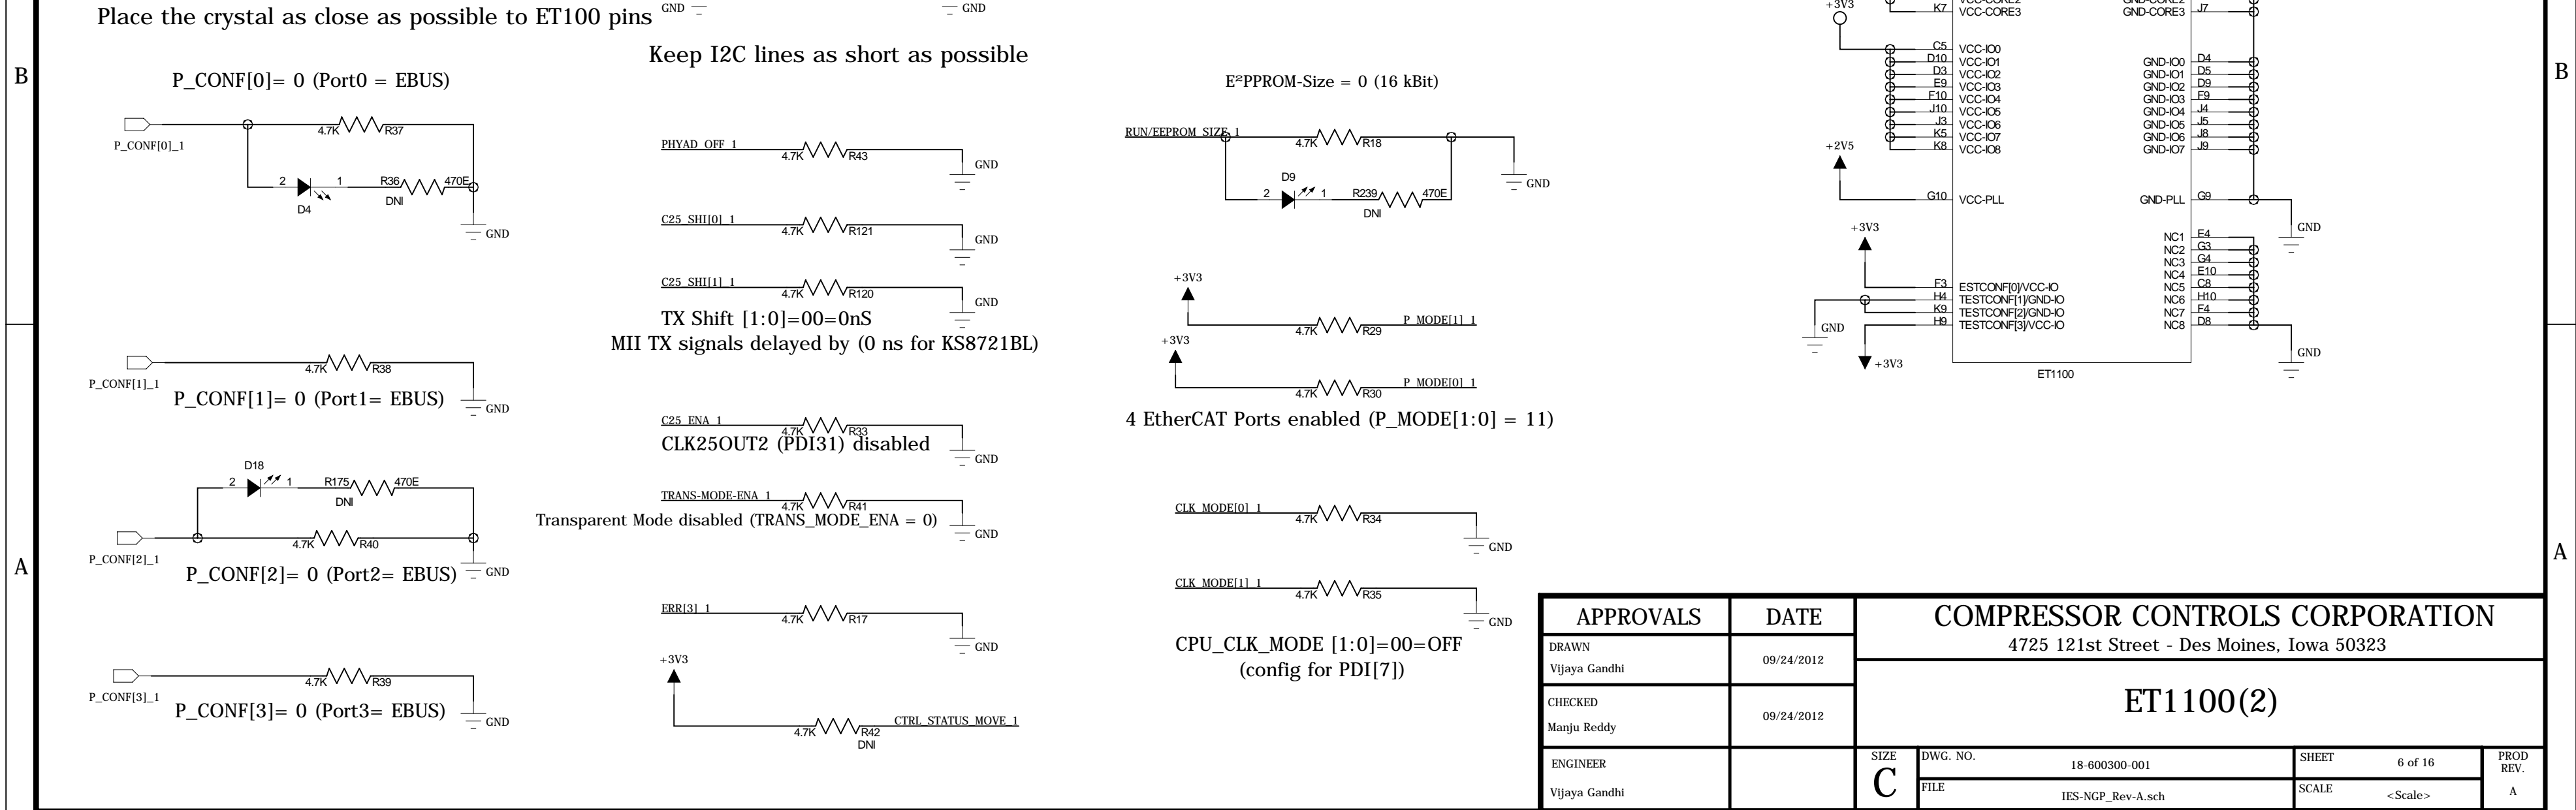 Place the crystal as close as possible to ET100 pins
GND
GND
Keep I2C lines as short as possible
B
P_CONF[0]= 0 (Port0 = EBUS)
4.7K R37
P_CONF[0]_1
2 1 R36 470E
D4 DNI
GND
4.7K R38
P_CONF[1]_1
P_CONF[1]= 0 (Port1= EBUS)
GND
D18
2 1 R175 470E
DNI
4.7K R40
P_CONF[2]_1
P_CONF[2]= 0 (Port2= EBUS)
GND
A
4.7K R39
P_CONF[3]_1
P_CONF[3]= 0 (Port3= EBUS)
GND
PHYAD_OFF_1
4.7K R43
GND
C25_SHI[0]_1
4.7K R121
GND
C25_SHI[1]_1
4.7K R120
GND
TX Shift [1:0]=00=0nS
MII TX signals delayed by (0 ns for KS8721BL)
C25_ENA_1
4.7K R33
CLK25OUT2 (PDI31) disabled
GND
TRANS-MODE-ENA_1
4.7K R41
Transparent Mode disabled (TRANS_MODE_ENA = 0)
GND
ERR[3]_1
4.7K R17
GND
+3V3
4.7K R42
DNI
CTRL_STATUS_MOVE_1
E²PPROM-Size = 0 (16 kBit)
RUN/EEPROM_SIZE_1
4.7K R18
GND
D9
2 1 R239 470E
DNI
+3V3
4.7K R29
P_MODE[1]_1
+3V3
4.7K R30
P_MODE[0]_1
4 EtherCAT Ports enabled (P_MODE[1:0] = 11)
CLK_MODE[0]_1
4.7K R34
GND
CLK_MODE[1]_1
4.7K R35
GND
CPU_CLK_MODE [1:0]=00=OFF
(config for PDI[7])
+3V3
K7 VCC-CORE3 GND-CORE3 J7
C5 VCC-IO0
D10 VCC-IO1 GND-IO0 D4
D3 VCC-IO2 GND-IO1 D5
E9 VCC-IO3 GND-IO2 D9
F10 VCC-IO4 GND-IO3 F9
J10 VCC-IO5 GND-IO4 J4
J3 VCC-IO6 GND-IO5 J5
K5 VCC-IO7 GND-IO6 J8
K8 VCC-IO8 GND-IO7 J9
+2V5
G10 VCC-PLL GND-PLL G9
GND
+3V3
NC1 E4
NC2 G3
NC3 G4
NC4 E10
F3 ESTCONF[0]/VCC-IO NC5 C8
H4 TESTCONF[1]/GND-IO NC6 H10
K9 TESTCONF[2]/GND-IO NC7 F4
H9 TESTCONF[3]/VCC-IO NC8 D8
GND
+3V3
GND
ET1100
B
A
APPROVALS DATE
DRAWN
Vijaya Gandhi 09/24/2012
CHECKED
Manju Reddy 09/24/2012
ENGINEER
Vijaya Gandhi
COMPRESSOR CONTROLS CORPORATION
4725 121st Street - Des Moines, Iowa 50323
ET1100(2)
SIZE
C
DWG. NO.
18-600300-001
SHEET 6 of 16
PROD REV.
A
FILE
IES-NGP_Rev-A.sch
SCALE <Scale>